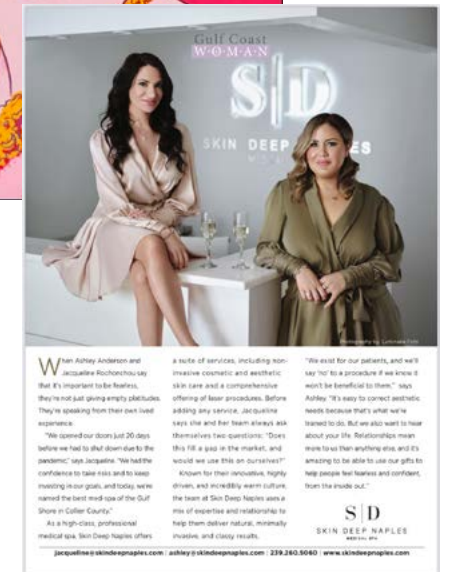 Gulf Coast
W·O·M·A·N
S|D
SKIN DEEP NAPLES
Photography by
When Ashley Anderson and
Jacqueline Rochonchou say
that it's important to be fearless,
they're not just giving empty platitudes.
They're speaking from their own lived
experience.
"We opened our doors just 20 days
before we had to shut down due to the
pandemic," says Jacqueline. "We had the
confidence to take risks and to keep
investing in our goals, and today, we're
named the best med-spa of the Gulf
Shore in Collier County."
As a high-class, professional
medical spa, Skin Deep Naples offers
a suite of services, including non-
invasive cosmetic and aesthetic
skin care and a comprehensive
offering of laser procedures. Before
adding any service, Jacqueline
says she and her team always ask
themselves two questions: "Does
this fill a gap in the market, and
would we use this on ourselves?"
Known for their innovative, highly
driven, and incredibly warm culture,
the team at Skin Deep Naples uses a
mix of expertise and relationship to
help them deliver natural, minimally
invasive, and classy results.
"We exist for our patients, and we'll
say 'no' to a procedure if we know it
won't be beneficial to them." says
Ashley. "It's easy to correct aesthetic
needs because that's what we're
trained to do. But we also want to hear
about your life. Relationships mean
more to us than anything else, and it's
amazing to be able to use our gifts to
help people feel fearless and confident,
from the inside out."
S|D
SKIN DEEP NAPLES
MEDICAL SPA
jacqueline@skindeepnaples.com | ashley@skindeepnaples.com | 239.260.5060 | www.skindeepnaples.com